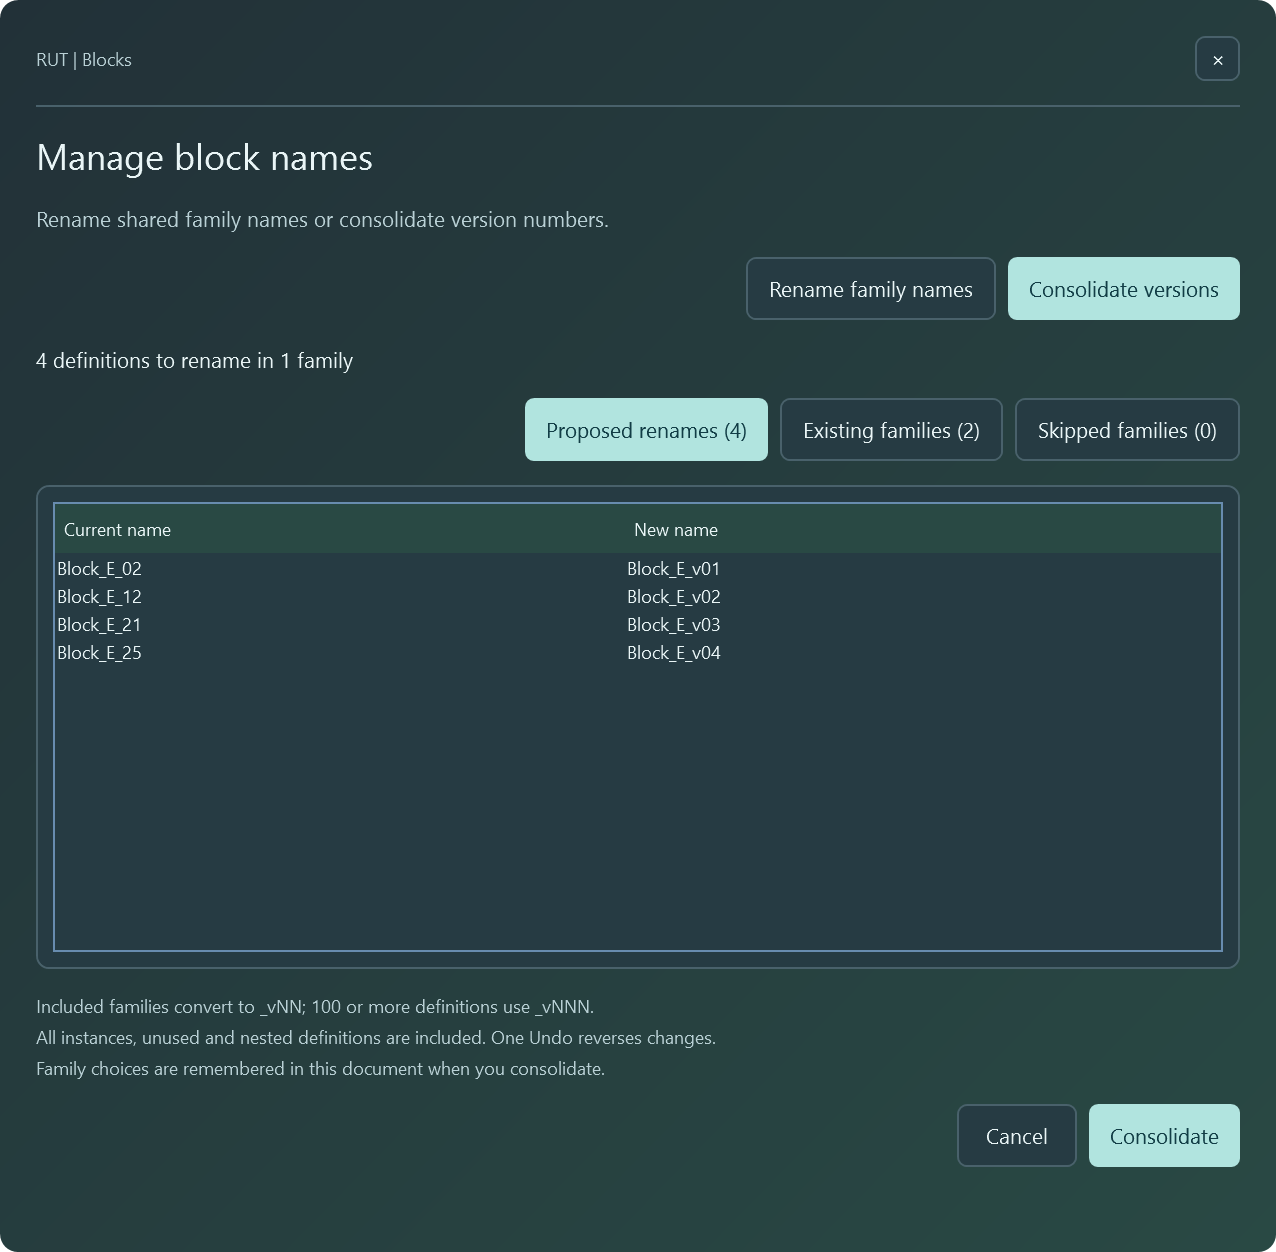 RUT | Blocks
×
Manage block names
Rename shared family names or consolidate version numbers.
Rename family names
Consolidate versions
4 definitions to rename in 1 family
Proposed renames (4)
Existing families (2)
Skipped families (0)
Current name New name
Block_E_02 Block_E_v01
Block_E_12 Block_E_v02
Block_E_21 Block_E_v03
Block_E_25 Block_E_v04
Included families convert to _vNN; 100 or more definitions use _vNNN.
All instances, unused and nested definitions are included. One Undo reverses changes.
Family choices are remembered in this document when you consolidate.
Cancel
Consolidate